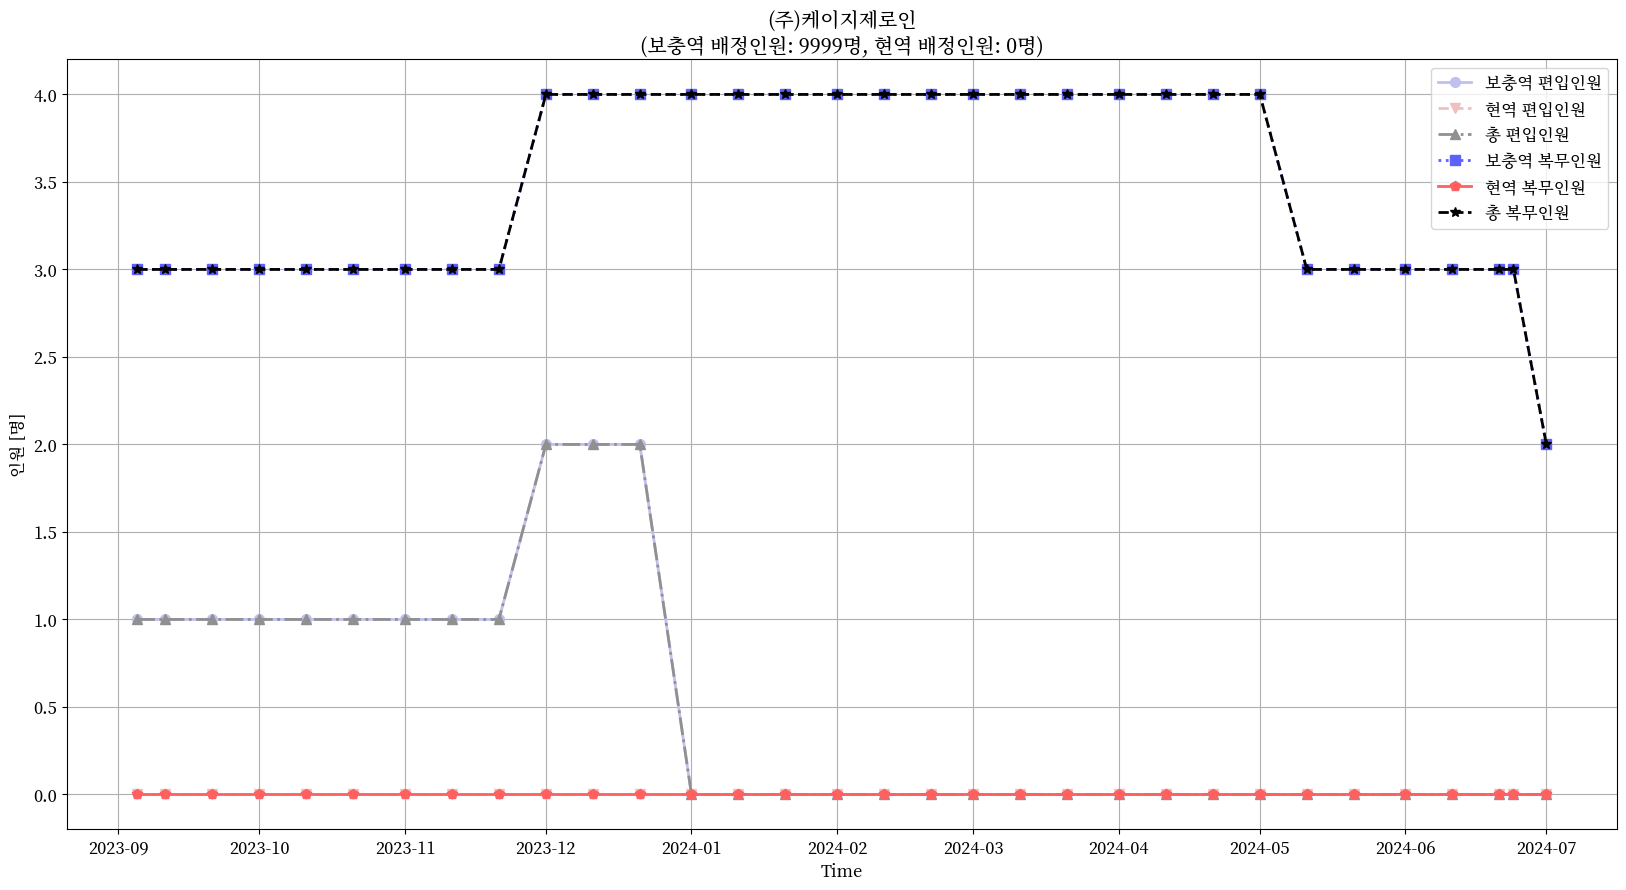 (주)케이지제로인
(보충역 배정인원: 9999명, 현역 배정인원: 0명)
보충역 편입인원
현역 편입인원
총 편입인원
보충역 복무인원
현역 복무인원
총 복무인원
인원 [명]
4.0
3.5
3.0
2.5
2.0
1.5
1.0
0.5
0.0
2023-09 2023-10 2023-11 2023-12 2024-01 2024-02 2024-03 2024-04 2024-05 2024-06 2024-07
Time